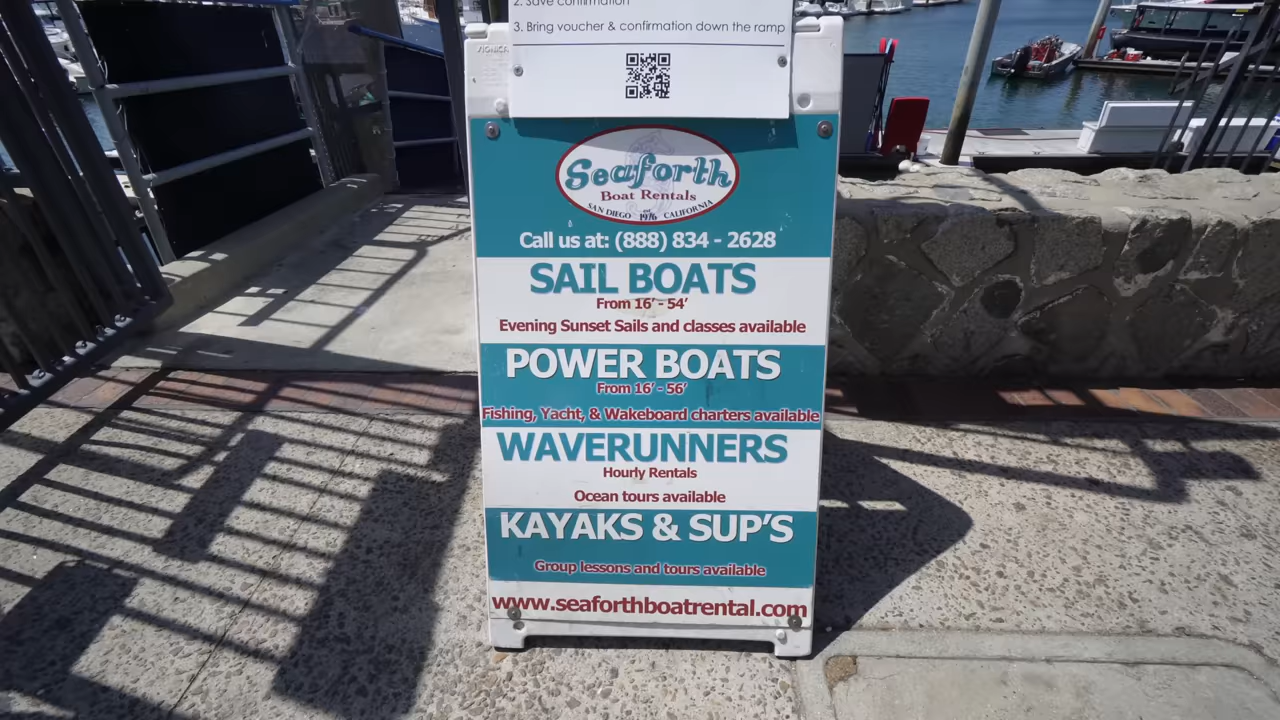 2. Save confirmation
3. Bring voucher & confirmation down the ramp
Seaforth
Boat Rentals
SAN DIEGO est 1976 CALIFORNIA
Call us at: (888) 834 - 2628
SAIL BOATS
From 16' - 54'
Evening Sunset Sails and classes available
POWER BOATS
From 16' - 56'
Fishing, Yacht, & Wakeboard charters available
WAVERUNNERS
Hourly Rentals
Ocean tours available
KAYAKS & SUP'S
Group lessons and tours available
www.seaforthboatrental.com